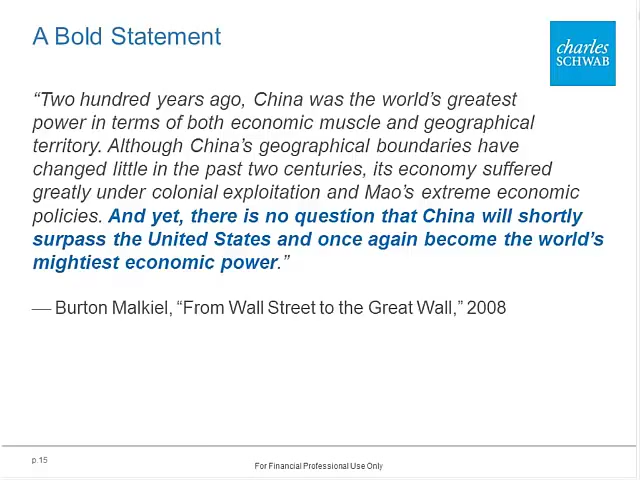 A Bold Statement
charles
SCHWAB
“Two hundred years ago, China was the world’s greatest
power in terms of both economic muscle and geographical
territory. Although China’s geographical boundaries have
changed little in the past two centuries, its economy suffered
greatly under colonial exploitation and Mao’s extreme economic
policies. And yet, there is no question that China will shortly
surpass the United States and once again become the world’s
mightiest economic power.”
— Burton Malkiel, “From Wall Street to the Great Wall,” 2008
p.15
For Financial Professional Use Only